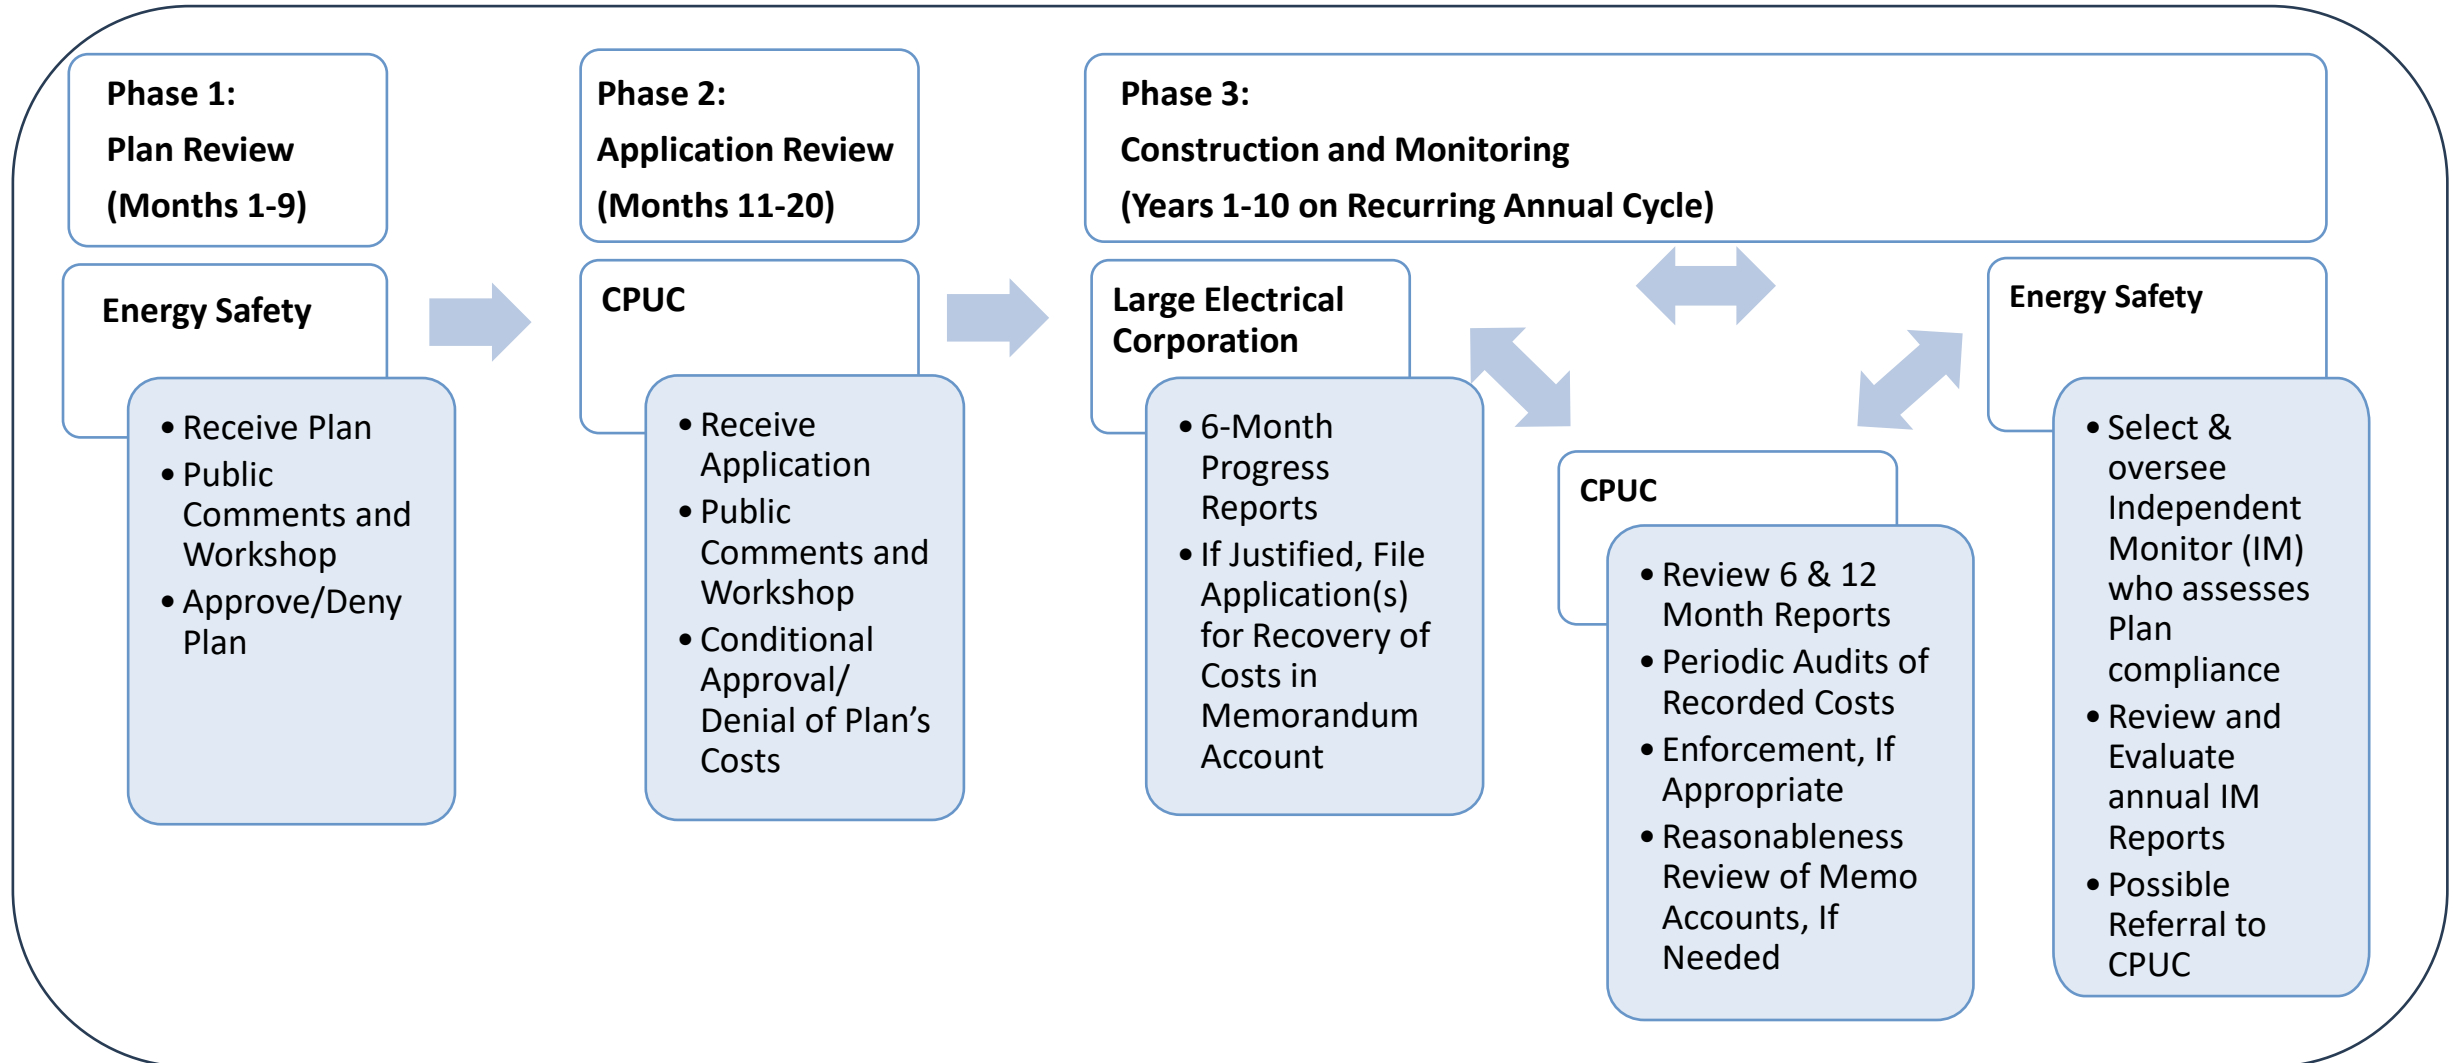 Phase 1:
Plan Review
(Months 1-9)
Energy Safety
• Receive Plan
• Public
Comments and
Workshop
• Approve/Deny
Plan
Phase 2:
Application Review
(Months 11-20)
CPUC
• Receive
Application
• Public
Comments and
Workshop
• Conditional
Approval/
Denial of Plan’s
Costs
Phase 3:
Construction and Monitoring
(Years 1-10 on Recurring Annual Cycle)
Large Electrical
Corporation
• 6-Month
Progress
Reports
• If Justified, File
Application(s)
for Recovery of
Costs in
Memorandum
Account
CPUC
• Review 6 & 12
Month Reports
• Periodic Audits of
Recorded Costs
• Enforcement, If
Appropriate
• Reasonableness
Review of Memo
Accounts, If
Needed
Energy Safety
• Select &
oversee
Independent
Monitor (IM)
who assesses
Plan
compliance
• Review and
Evaluate
annual IM
Reports
• Possible
Referral to
CPUC